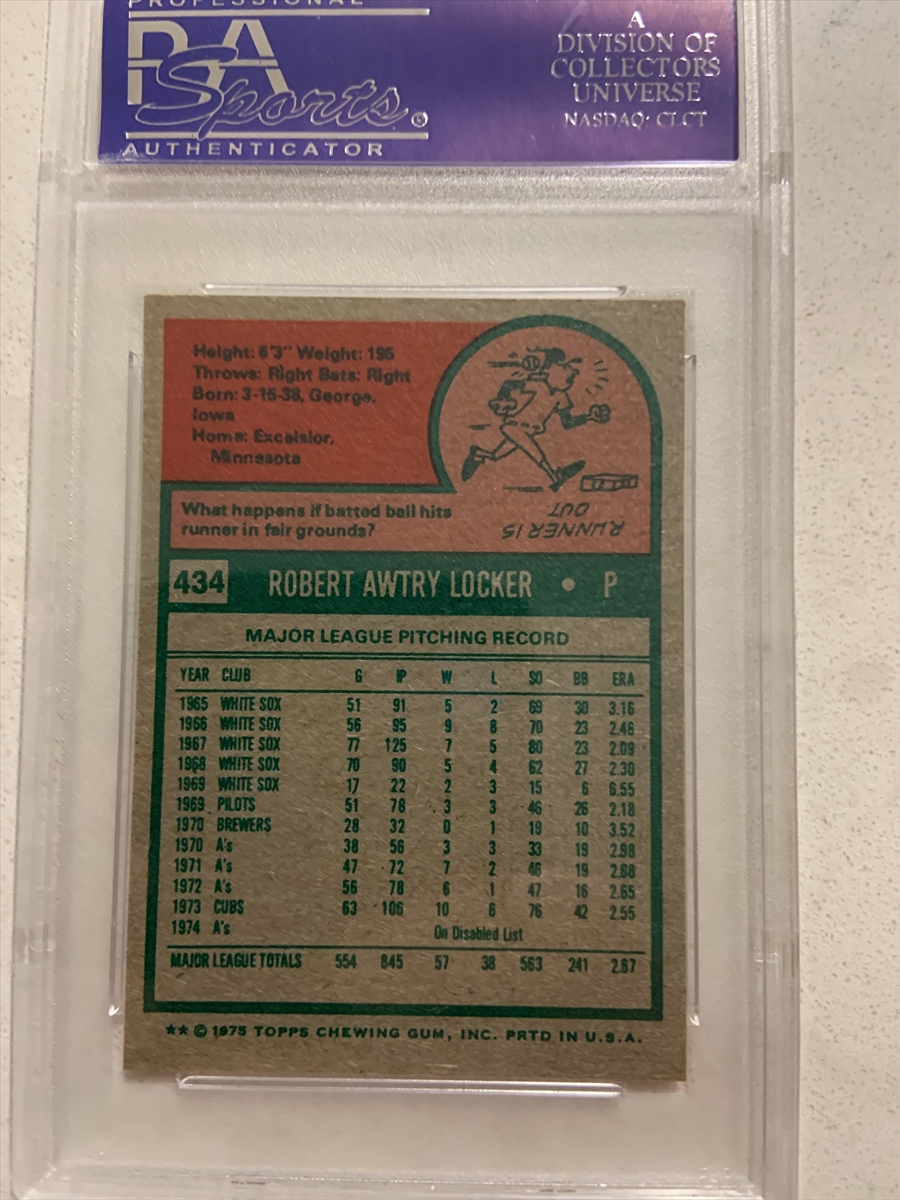 PROFESSIONAL
PSA
Sports®
AUTHENTICATOR
A
DIVISION OF
COLLECTORS
UNIVERSE
NASDAQ: CLCT
Height: 6'3" Weight: 195
Throws: Right Bats: Right
Born: 3-15-38, George,
Iowa
Home: Excelsior,
Minnesota
What happens if batted ball hits
runner in fair grounds?
RUNNER IS
OUT
434 ROBERT AWTRY LOCKER • P
MAJOR LEAGUE PITCHING RECORD
YEAR CLUB G IP W L SO BB ERA
1965 WHITE SOX 51 91 5 2 69 30 3.16
1966 WHITE SOX 56 95 9 8 70 23 2.46
1967 WHITE SOX 77 125 7 5 80 23 2.09
1968 WHITE SOX 70 90 5 4 62 27 2.30
1969 WHITE SOX 17 22 2 3 15 6 6.55
1969 PILOTS 51 78 3 3 46 26 2.18
1970 BREWERS 28 32 0 1 19 10 3.52
1970 A's 38 56 3 3 33 19 2.98
1971 A's 47 72 7 2 46 19 2.88
1972 A's 56 78 6 1 47 16 2.65
1973 CUBS 63 106 10 6 76 42 2.55
1974 A's On Disabled List
MAJOR LEAGUE TOTALS 554 845 57 38 563 241 2.67
** © 1975 TOPPS CHEWING GUM, INC. PRTD IN U.S.A.